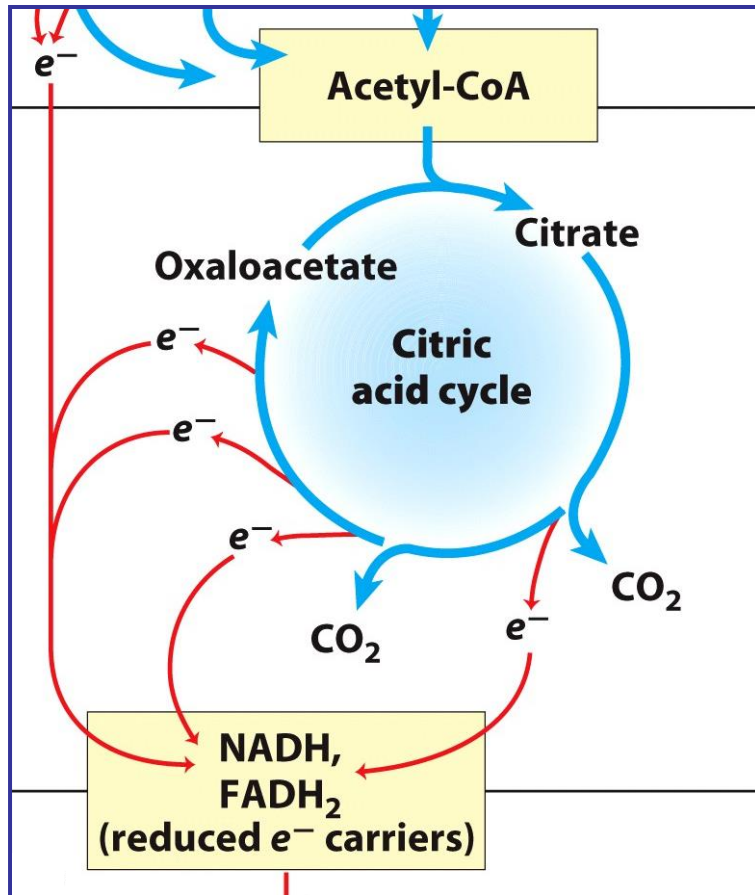 e⁻
Acetyl-CoA
Citrate
Oxaloacetate
e⁻
Citric
acid cycle
e⁻
e⁻
CO₂
e⁻
CO₂
NADH,
FADH₂
(reduced e⁻ carriers)